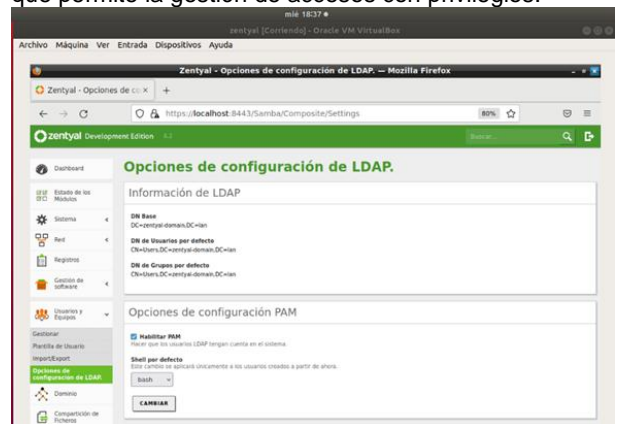 que permite la gestión de accesos con privilegios.
mié 18:37
zentyal [Corriendo] - Oracle VM VirtualBox
Archivo Máquina Ver Entrada Dispositivos Ayuda
Zentyal - Opciones de configuración de LDAP. — Mozilla Firefox
Zentyal - Opciones de co
https://localhost:8443/Samba/Composite/Settings
80%
zentyal Development Edition 6.2
Buscar...
Dashboard
Opciones de configuración de LDAP.
Estado de los Módulos
Información de LDAP
Sistema
DN Base
DC=zentyal-domain,DC=lan
Red
DN de Usuarios por defecto
CN=Users,DC=zentyal-domain,DC=lan
Registros
DN de Grupos por defecto
CN=Users,DC=zentyal-domain,DC=lan
Gestión de software
Usuarios y Equipos
Opciones de configuración PAM
Gestionar
Habilitar PAM
Hacer que los usuarios LDAP tengan cuenta en el sistema.
Plantilla de Usuario
Import/Export
Shell por defecto
Este cambio se aplicará únicamente a los usuarios creados a partir de ahora.
Opciones de configuración de LDAP.
bash
Dominio
CAMBIAR
Compartición de Ficheros